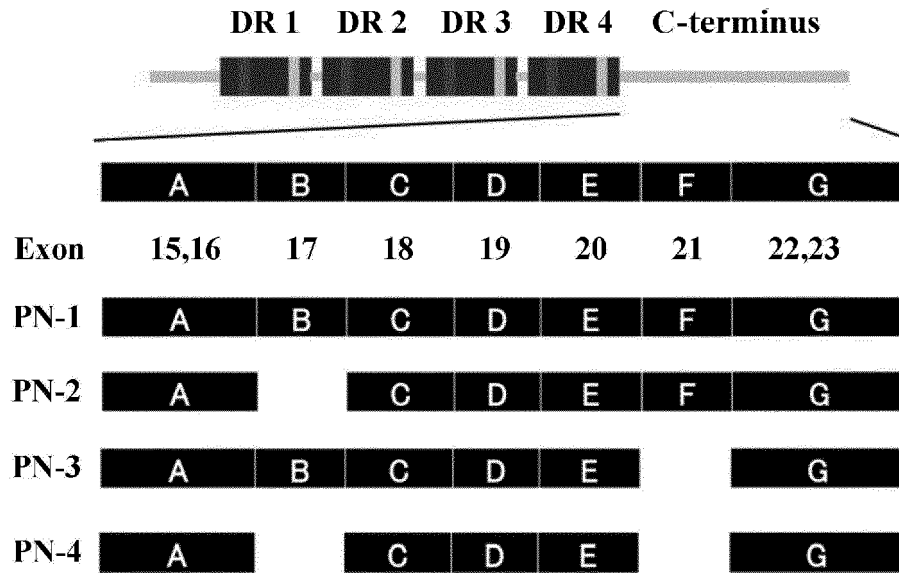 DR 1 DR 2 DR 3 DR 4 C-terminus
A B C D E F G
Exon 15,16 17 18 19 20 21 22,23
PN-1 A B C D E F G
PN-2 A C D E F G
PN-3 A B C D E G
PN-4 A C D E G